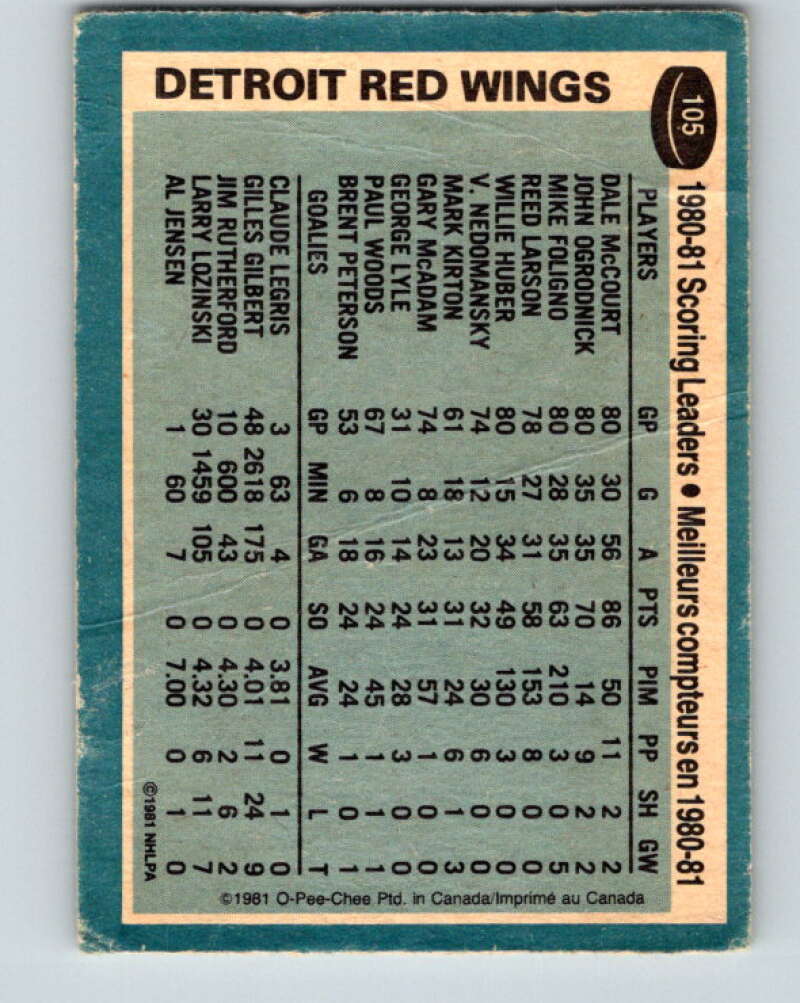 DETROIT RED WINGS
105
1980-81 Scoring Leaders • Meilleurs compteurs en 1980-81
PLAYERS GP G A PTS PIM PP SH GW
DALE McCOURT 80 30 56 86 50 11 2 2
JOHN OGRODNICK 80 35 35 70 14 9 2 2
MIKE FOLIGNO 80 28 35 63 210 3 0 5
REED LARSON 78 27 31 58 153 8 0 0
WILLIE HUBER 80 15 34 49 130 3 0 0
V. NEDOMANSKY 74 12 20 32 30 6 0 0
MARK KIRTON 61 18 13 31 24 6 1 3
GARY McADAM 74 8 23 31 57 1 0 0
GEORGE LYLE 31 10 14 24 28 3 0 0
PAUL WOODS 67 8 16 24 45 1 1 1
BRENT PETERSON 53 6 18 24 24 1 0 1
GOALIES GP MIN GA SO AVG W L T
CLAUDE LEGRIS 3 63 4 0 3.81 0 1 0
GILLES GILBERT 48 2618 175 0 4.01 11 24 9
JIM RUTHERFORD 10 600 43 0 4.30 2 6 2
LARRY LOZINSKI 30 1459 105 0 4.32 6 11 7
AL JENSEN 1 60 7 0 7.00 0 1 0
©1981 NHLPA
©1981 O-Pee-Chee Ptd. in Canada/Imprimé au Canada